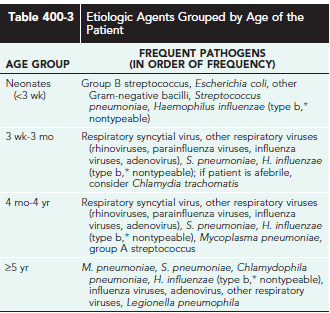 Table 400-3 Etiologic Agents Grouped by Age of the
Patient
FREQUENT PATHOGENS
AGE GROUP (IN ORDER OF FREQUENCY)
Neonates Group B streptococcus, Escherichia coli, other
(<3 wk) Gram-negative bacilli, Streptococcus
pneumoniae, Haemophilus influenzae (type b,*
nontypeable)
3 wk-3 mo Respiratory syncytial virus, other respiratory viruses
(rhinoviruses, parainfluenza viruses, influenza
viruses, adenovirus), S. pneumoniae, H. influenzae
(type b,* nontypeable); if patient is afebrile,
consider Chlamydia trachomatis
4 mo-4 yr Respiratory syncytial virus, other respiratory viruses
(rhinoviruses, parainfluenza viruses, influenza
viruses, adenovirus), S. pneumoniae, H. influenzae
(type b,* nontypeable), Mycoplasma pneumoniae,
group A streptococcus
≥5 yr M. pneumoniae, S. pneumoniae, Chlamydophila
pneumoniae, H. influenzae (type b,* nontypeable),
influenza viruses, adenovirus, other respiratory
viruses, Legionella pneumophila